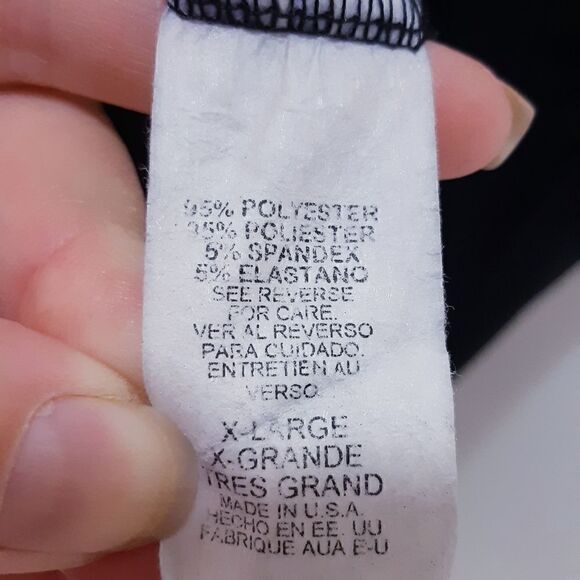 95% POLYESTER
95% POLIESTER
5% SPANDEX
5% ELASTANO
SEE REVERSE
FOR CARE.
VER AL REVERSO
PARA CUIDADO.
ENTRETIEN AU
VERSO
X-LARGE
X-GRANDE
TRES GRAND
MADE IN U.S.A.
HECHO EN EE. UU
FABRIQUE AUA E-U